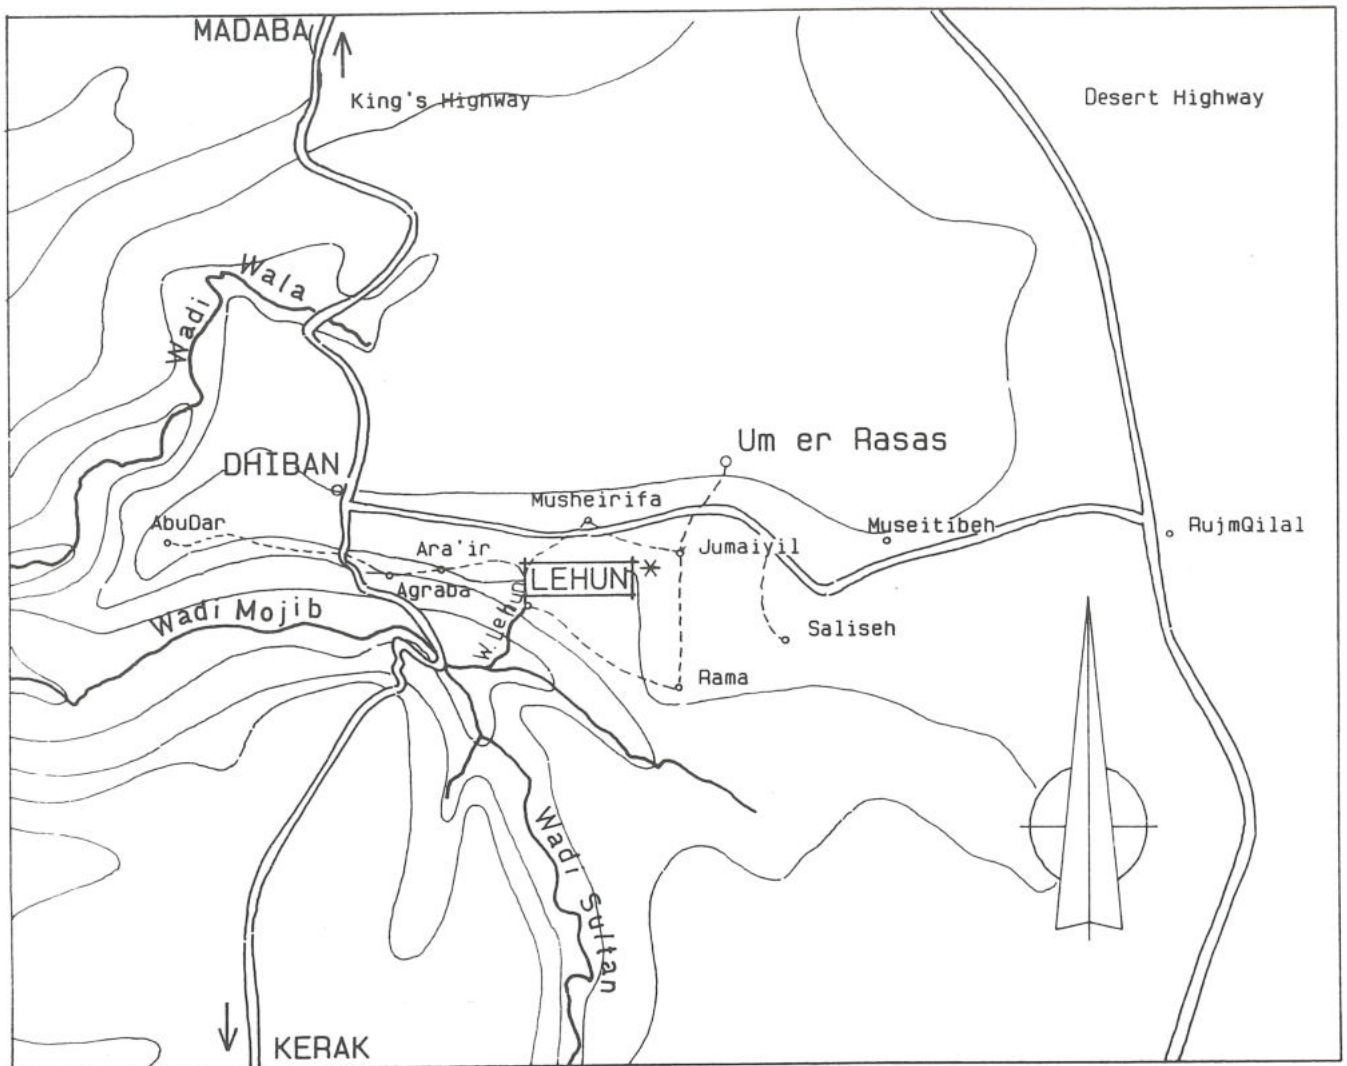 MADABA
King's Highway
Desert Highway
Wadi Wala
Um er Rasas
DHIBAN
Musheirifa
AbuDar
Museitibeh
RujmQilal
Ara'ir
Jumaiyil
Agraba
LEHUN *
W. Lehun
Wadi Mojib
Saliseh
Rama
Wadi Sultan
KERAK